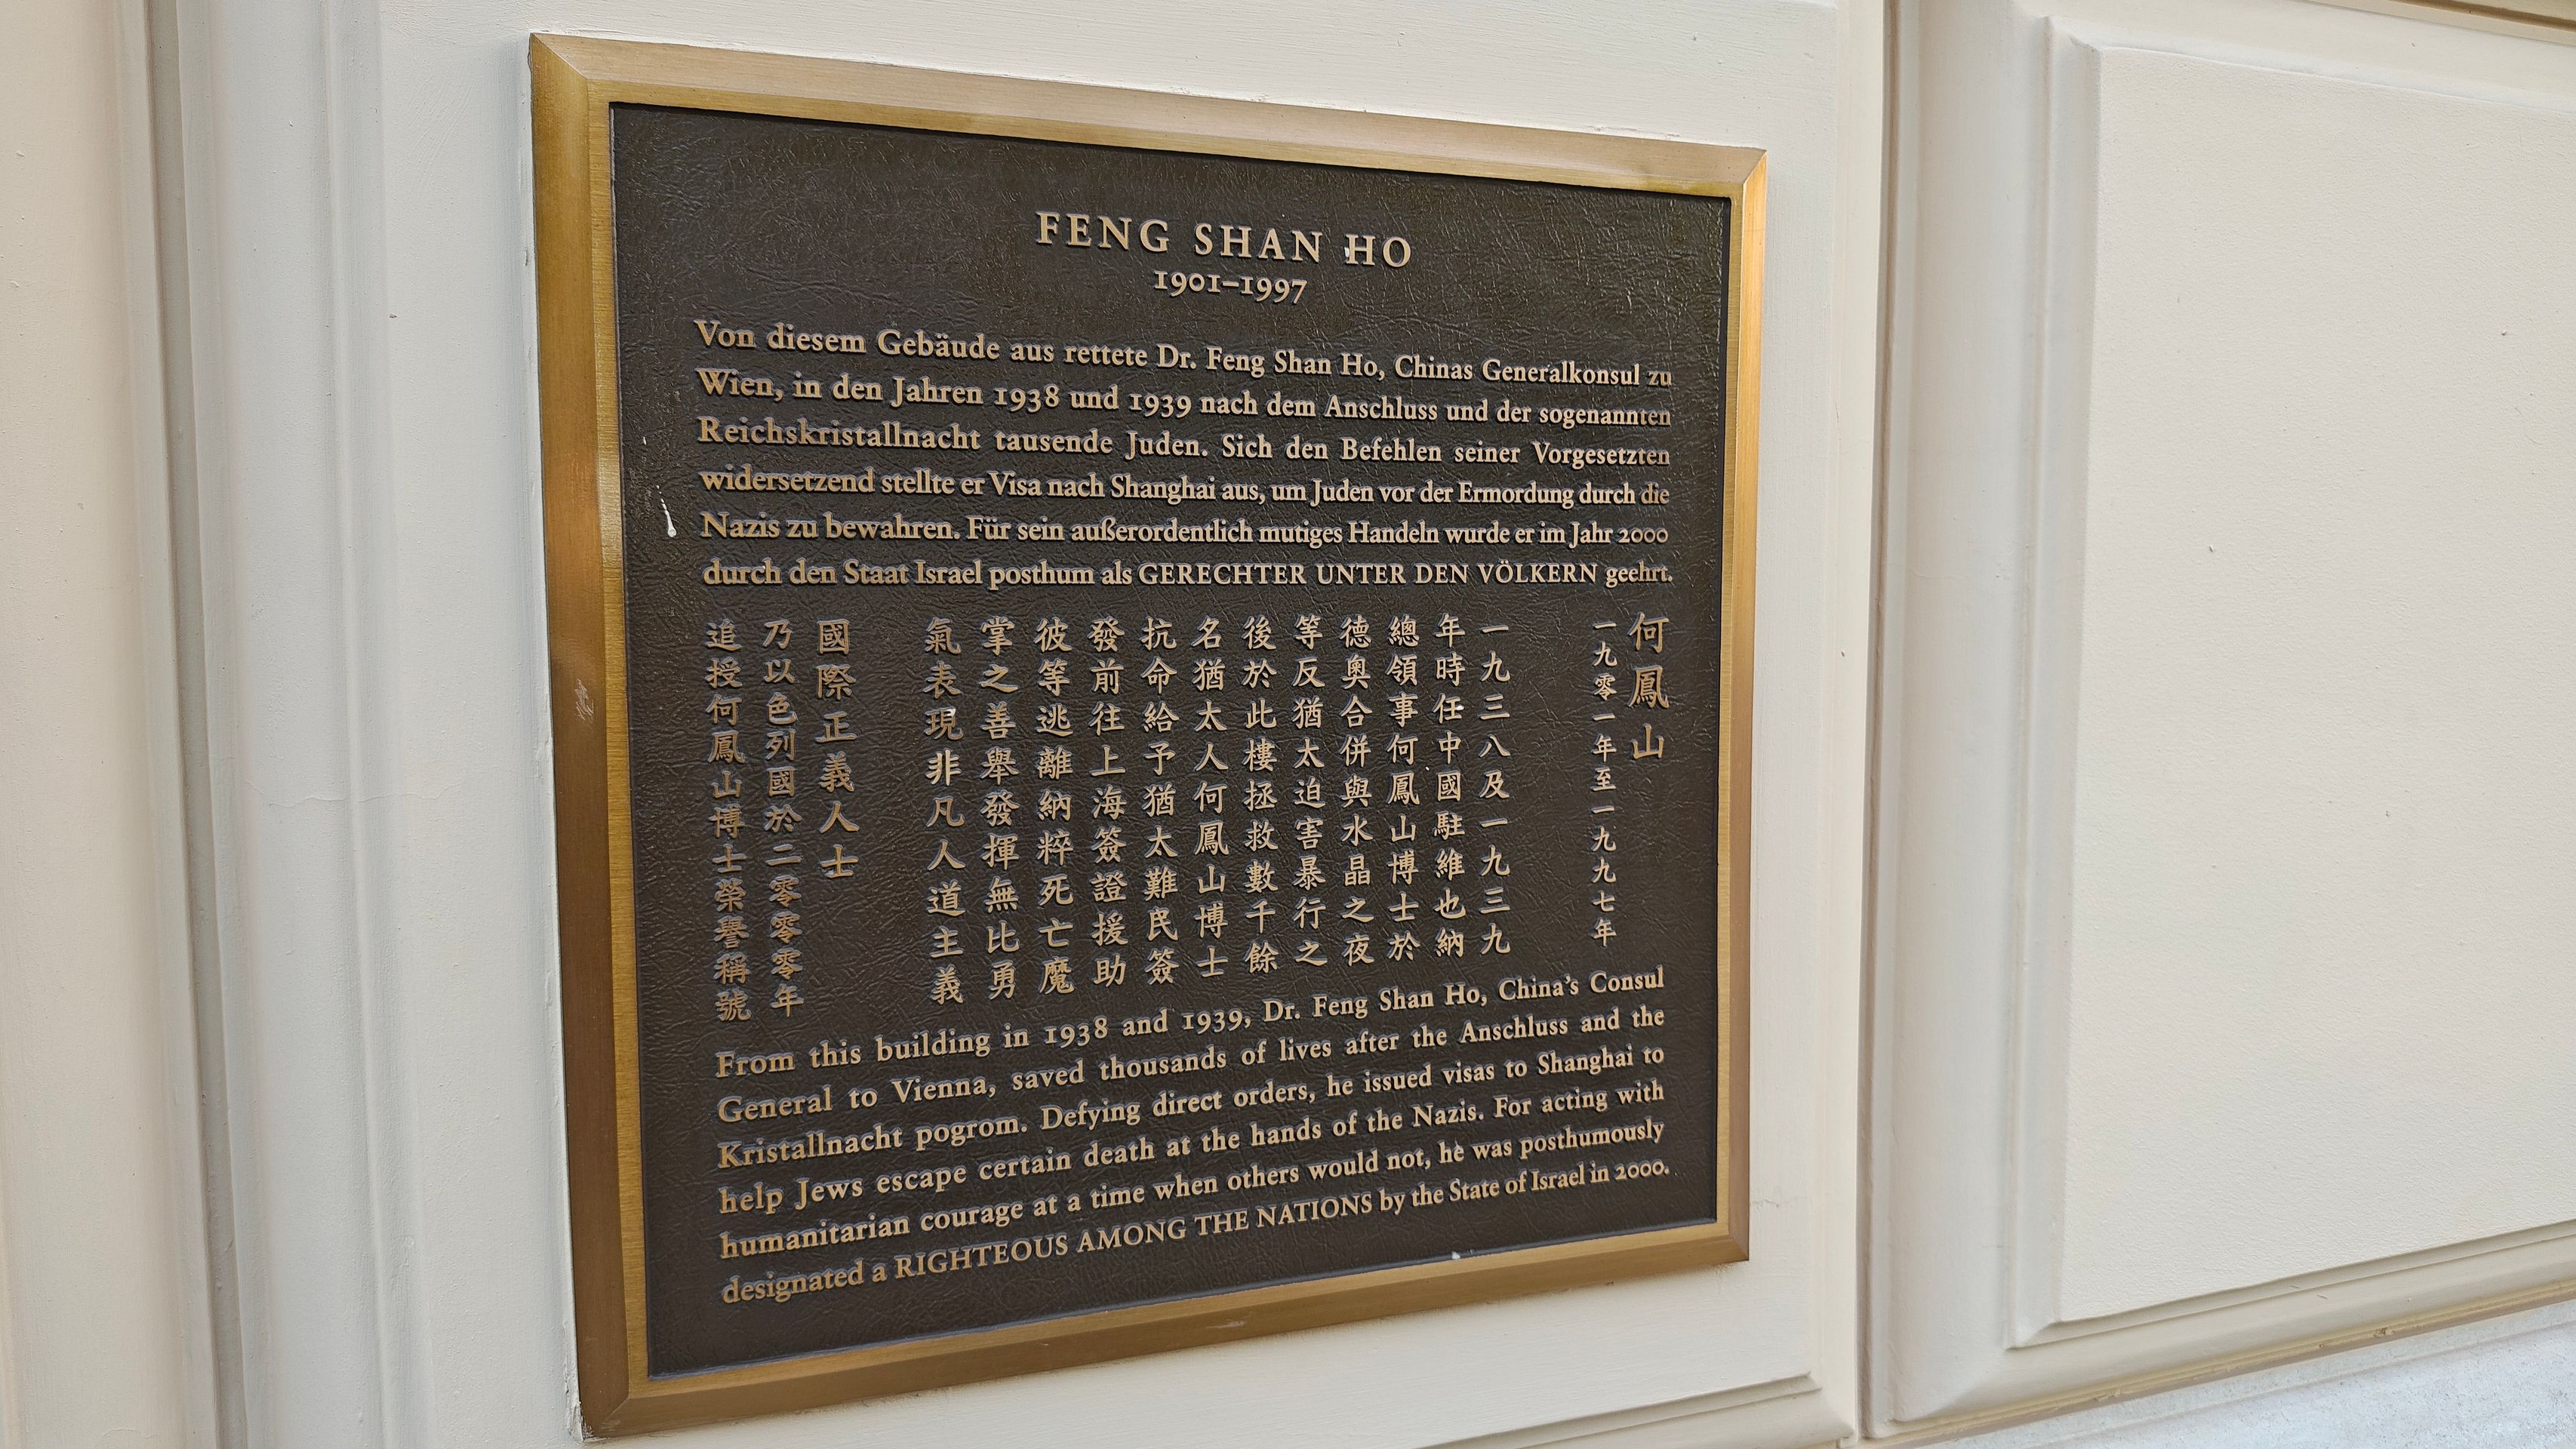 FENG SHAN HO
1901–1997
Von diesem Gebäude aus rettete Dr. Feng Shan Ho, Chinas Generalkonsul zu
Wien, in den Jahren 1938 und 1939 nach dem Anschluss und der sogenannten
Reichskristallnacht tausende Juden. Sich den Befehlen seiner Vorgesetzten
widersetzend stellte er Visa nach Shanghai aus, um Juden vor der Ermordung durch die
Nazis zu bewahren. Für sein außerordentlich mutiges Handeln wurde er im Jahr 2000
durch den Staat Israel posthum als GERECHTER UNTER DEN VÖLKERN geehrt.
何鳳山
一九零一年至一九九七年
一九三八及一九三九
年時任中國駐維也納
總領事何鳳山博士於
德奧合併與水晶之夜
等反猶太迫害暴行之
後於此樓拯救數千餘
名猶太人何鳳山博士
抗命給予猶太難民簽
發前往上海簽證援助
彼等逃離納粹死亡魔
掌之善舉發揮無比勇
氣表現非凡人道主義
國際正義人士
乃以色列國於二零零零年
追授何鳳山博士榮譽稱號
From this building in 1938 and 1939, Dr. Feng Shan Ho, China's Consul
General to Vienna, saved thousands of lives after the Anschluss and the
Kristallnacht pogrom. Defying direct orders, he issued visas to Shanghai to
help Jews escape certain death at the hands of the Nazis. For acting with
humanitarian courage at a time when others would not, he was posthumously
designated a RIGHTEOUS AMONG THE NATIONS by the State of Israel in 2000.